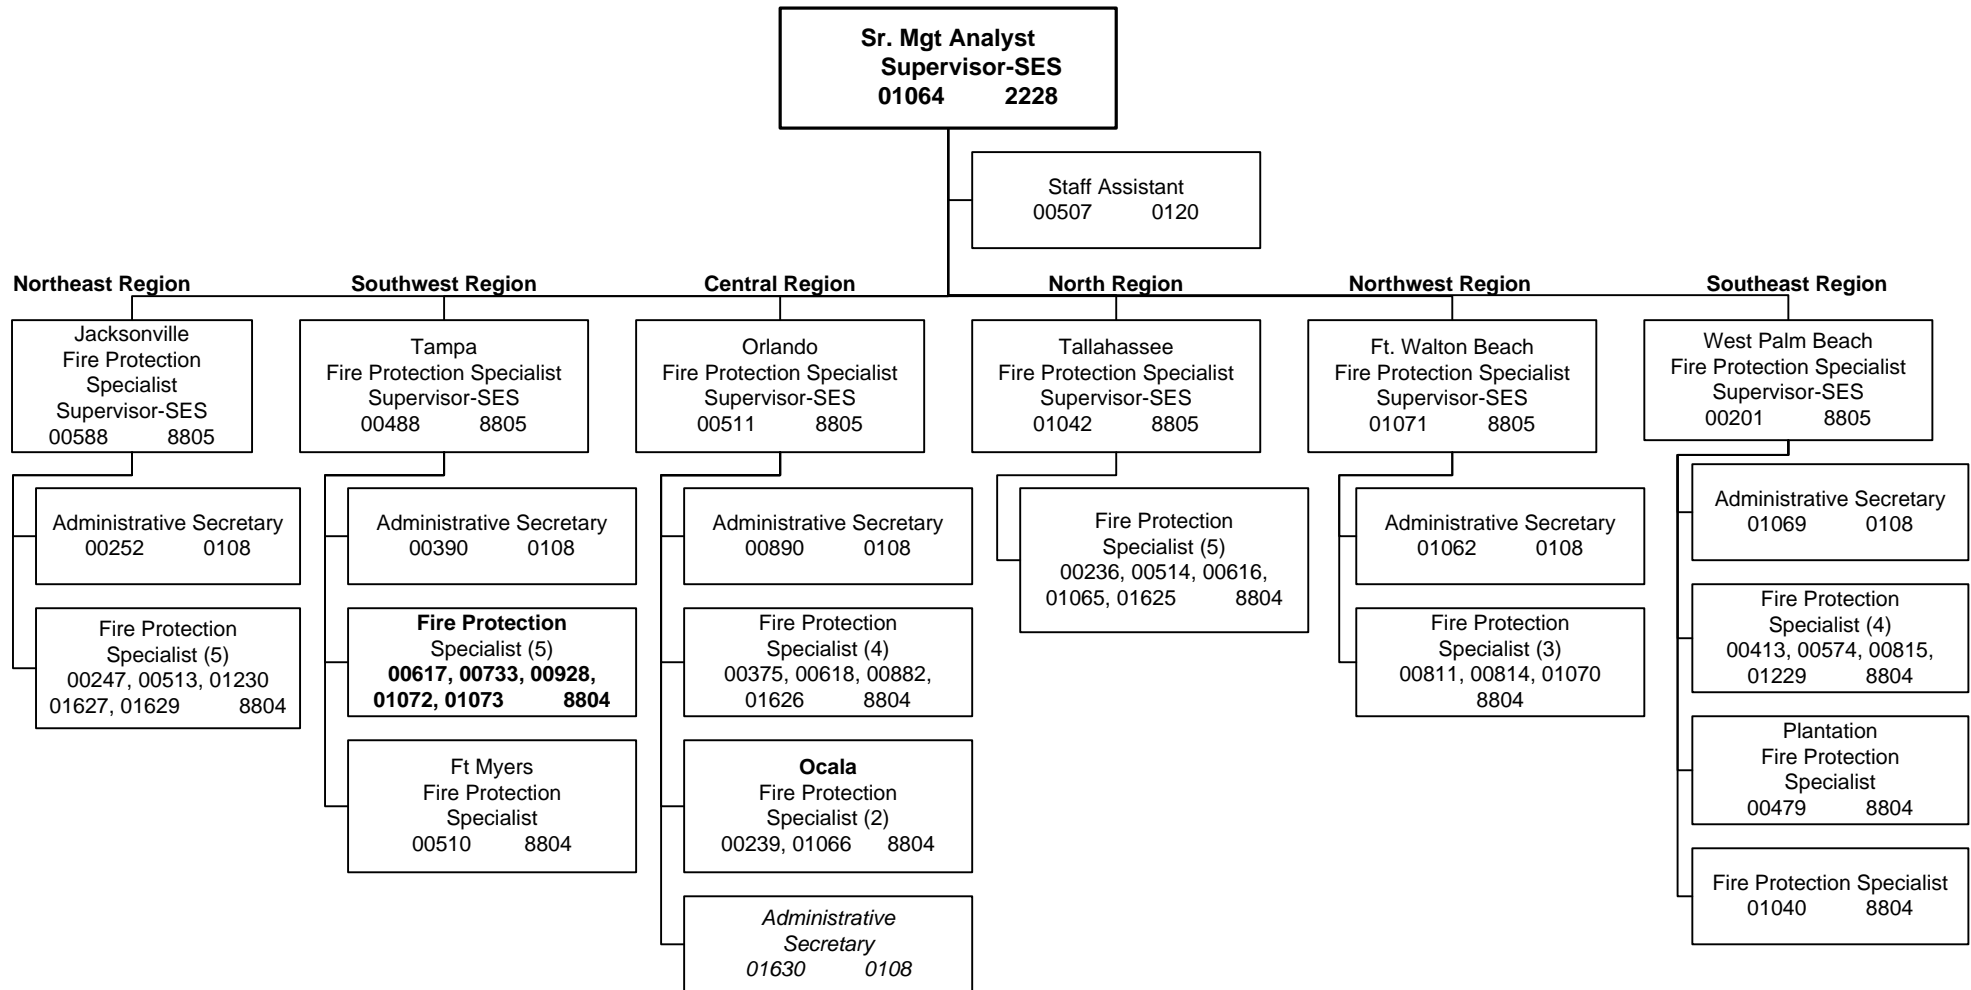 Sr. Mgt Analyst
Supervisor-SES
01064 2228
Staff Assistant
00507 0120
Northeast Region
Southwest Region
Central Region
North Region
Northwest Region
Southeast Region
Jacksonville
Fire Protection
Specialist
Supervisor-SES
00588 8805
Tampa
Fire Protection Specialist
Supervisor-SES
00488 8805
Orlando
Fire Protection Specialist
Supervisor-SES
00511 8805
Tallahassee
Fire Protection Specialist
Supervisor-SES
01042 8805
Ft. Walton Beach
Fire Protection Specialist
Supervisor-SES
01071 8805
West Palm Beach
Fire Protection Specialist
Supervisor-SES
00201 8805
Administrative Secretary
00252 0108
Fire Protection
Specialist (5)
00247, 00513, 01230
01627, 01629 8804
Administrative Secretary
00390 0108
Fire Protection
Specialist (5)
00617, 00733, 00928,
01072, 01073 8804
Ft Myers
Fire Protection
Specialist
00510 8804
Administrative Secretary
00890 0108
Fire Protection
Specialist (4)
00375, 00618, 00882,
01626 8804
Ocala
Fire Protection
Specialist (2)
00239, 01066 8804
Administrative
Secretary
01630 0108
Fire Protection
Specialist (5)
00236, 00514, 00616,
01065, 01625 8804
Administrative Secretary
01062 0108
Fire Protection
Specialist (3)
00811, 00814, 01070
8804
Administrative Secretary
01069 0108
Fire Protection
Specialist (4)
00413, 00574, 00815,
01229 8804
Plantation
Fire Protection
Specialist
00479 8804
Fire Protection Specialist
01040 8804